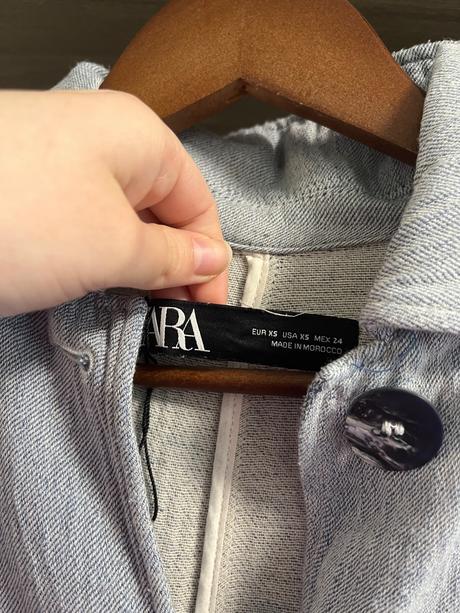 ARA
EUR XS USA XS MEX 24
MADE IN MOROCCO